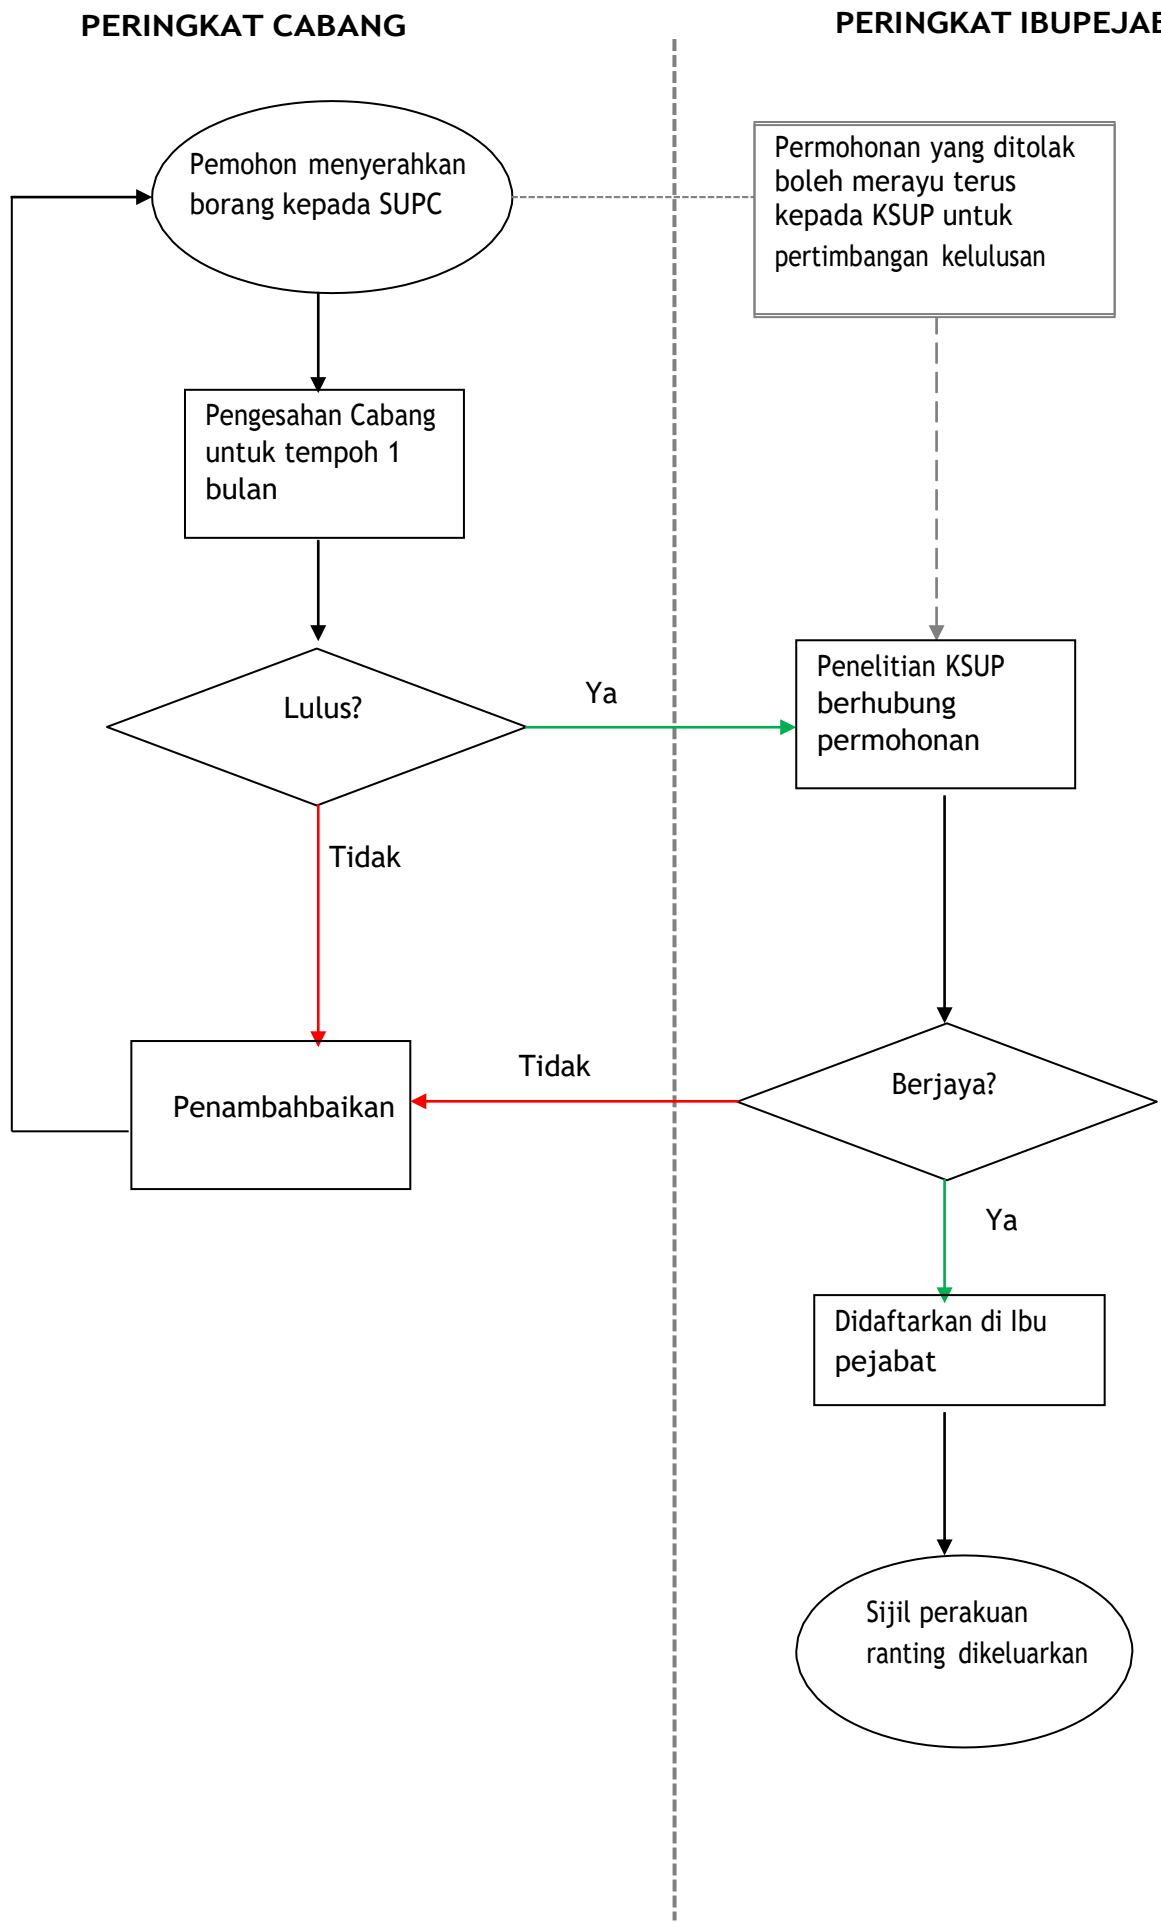 PERINGKAT CABANG
PERINGKAT IBUPEJAB
Pemohon menyerahkan
borang kepada SUPC
Permohonan yang ditolak
boleh merayu terus
kepada KSUP untuk
pertimbangan kelulusan
Pengesahan Cabang
untuk tempoh 1
bulan
Lulus?
Ya
Penelitian KSUP
berhubung
permohonan
Tidak
Penambahbaikan
Tidak
Berjaya?
Ya
Didaftarkan di Ibu
pejabat
Sijil perakuan
ranting dikeluarkan